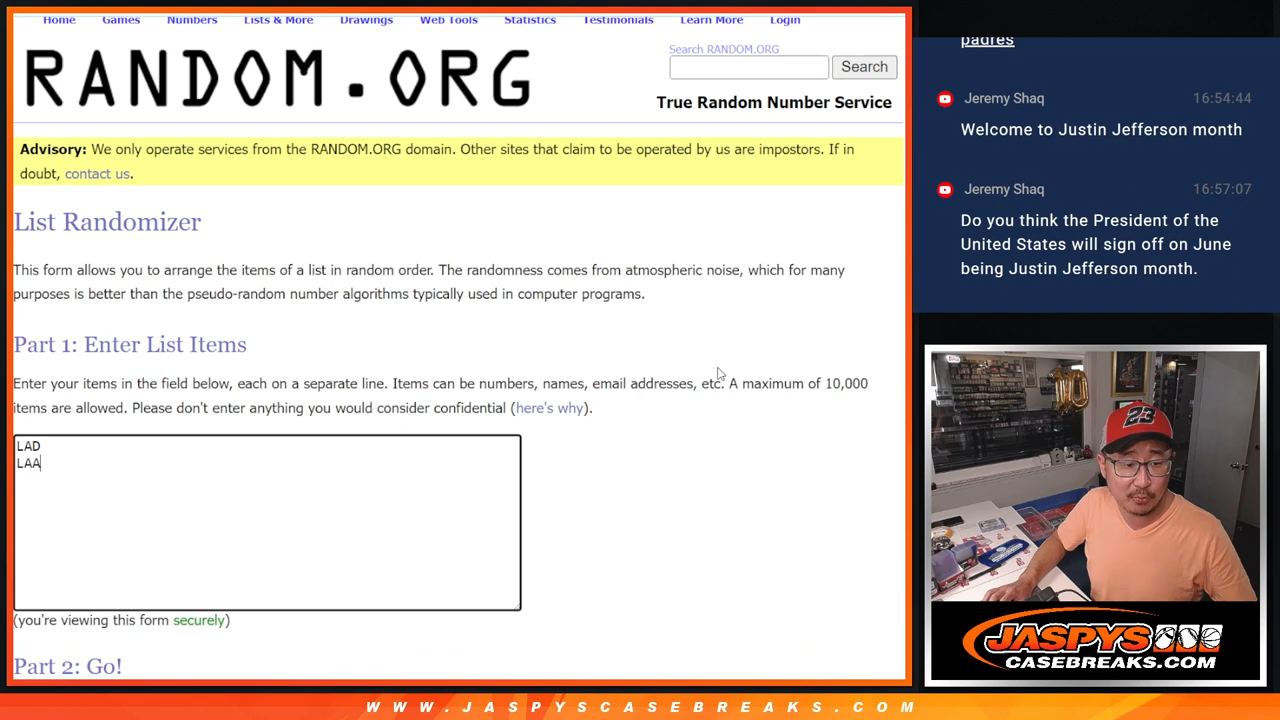 Home Games Numbers Lists & More Drawings Web Tools Statistics Testimonials Learn More Login
RANDOM.ORG
Search RANDOM.ORG
Search
True Random Number Service
Advisory: We only operate services from the RANDOM.ORG domain. Other sites that claim to be operated by us are impostors. If in
doubt, contact us.
List Randomizer
This form allows you to arrange the items of a list in random order. The randomness comes from atmospheric noise, which for many
purposes is better than the pseudo-random number algorithms typically used in computer programs.
Part 1: Enter List Items
Enter your items in the field below, each on a separate line. Items can be numbers, names, email addresses, etc. A maximum of 10,000
items are allowed. Please don't enter anything you would consider confidential (here's why).
LAD
LAA
(you're viewing this form securely)
Part 2: Go!
padres
Jeremy Shaq 16:54:44
Welcome to Justin Jefferson month
Jeremy Shaq 16:57:07
Do you think the President of the
United States will sign off on June
being Justin Jefferson month.
10
23
JASPYS
CASEBREAKS.COM
WWW.JASPYSCASEBREAKS.COM